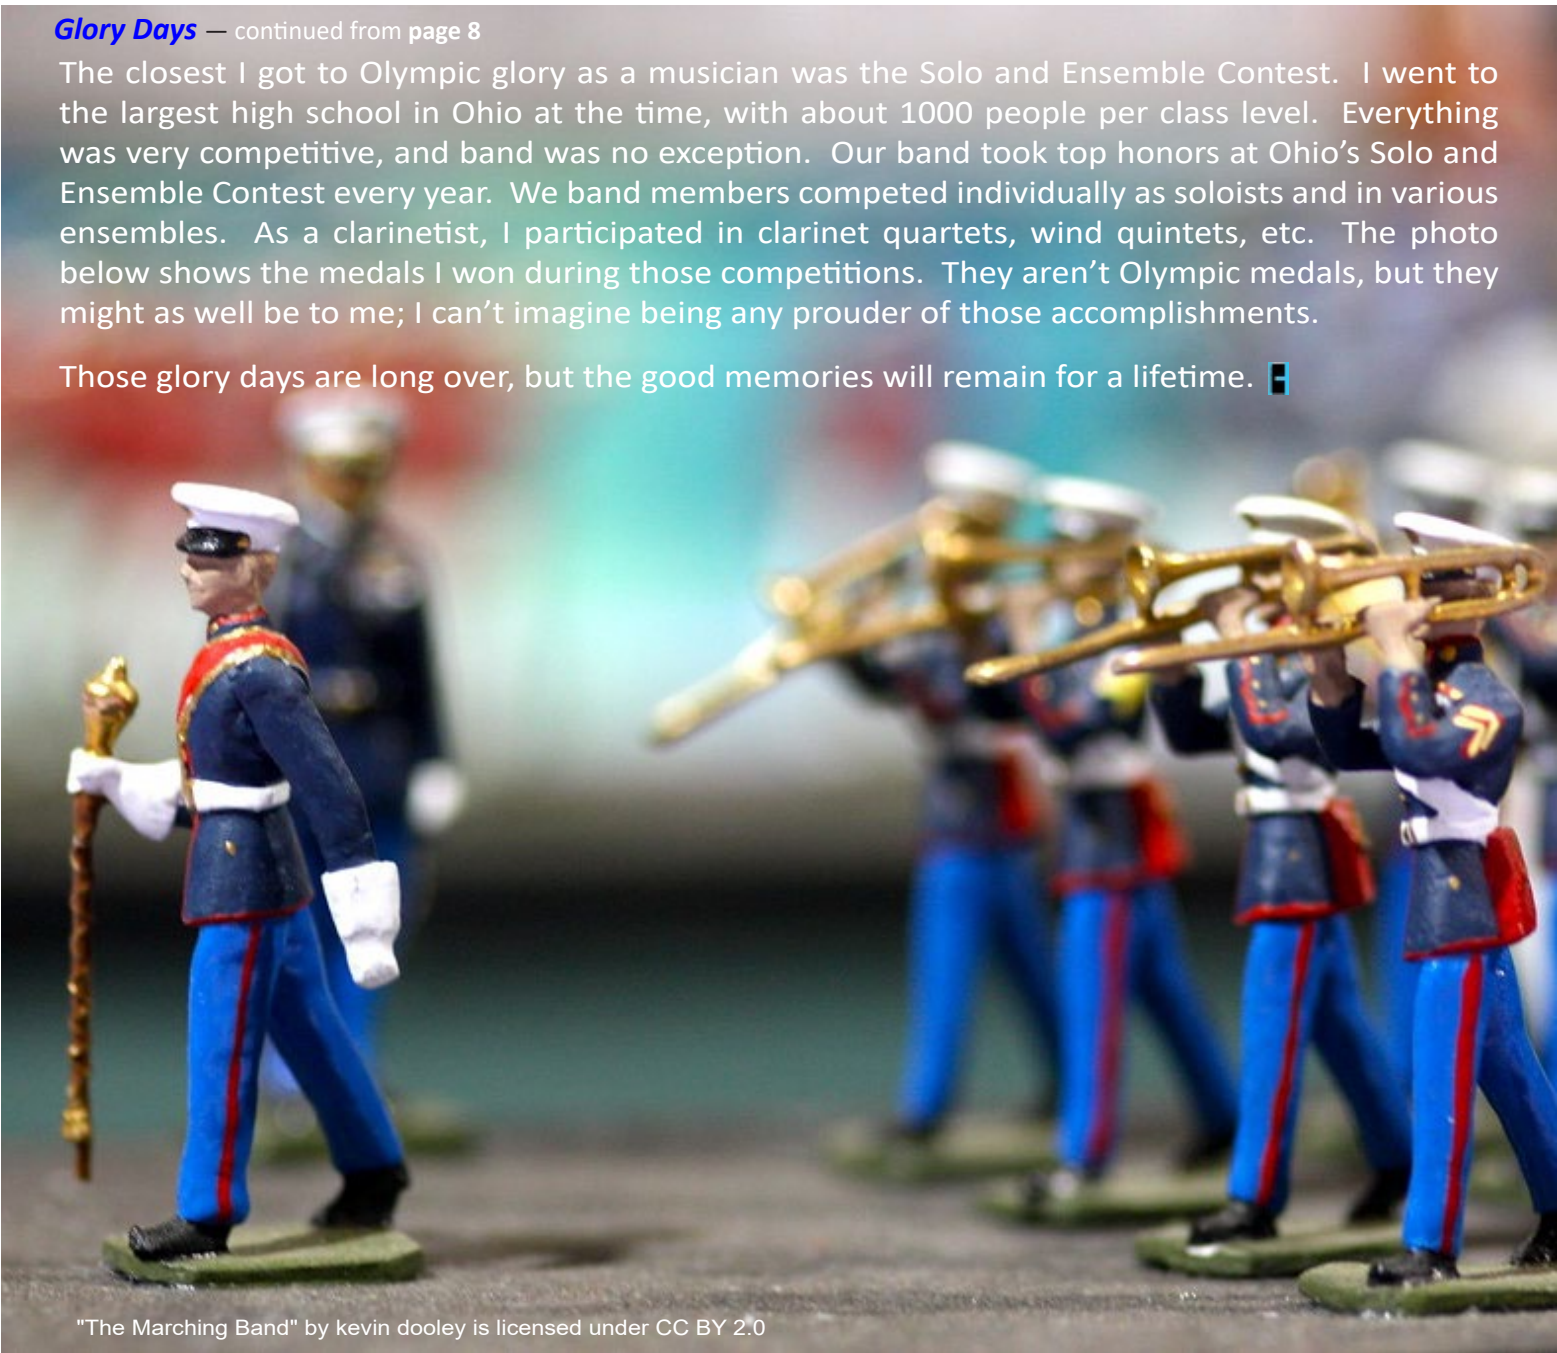 Glory Days — continued from page 8
The closest I got to Olympic glory as a musician was the Solo and Ensemble Contest. I went to
the largest high school in Ohio at the time, with about 1000 people per class level. Everything
was very competitive, and band was no exception. Our band took top honors at Ohio’s Solo and
Ensemble Contest every year. We band members competed individually as soloists and in various
ensembles. As a clarinetist, I participated in clarinet quartets, wind quintets, etc. The photo
below shows the medals I won during those competitions. They aren’t Olympic medals, but they
might as well be to me; I can’t imagine being any prouder of those accomplishments.
Those glory days are long over, but the good memories will remain for a lifetime.
"The Marching Band" by kevin dooley is licensed under CC BY 2.0